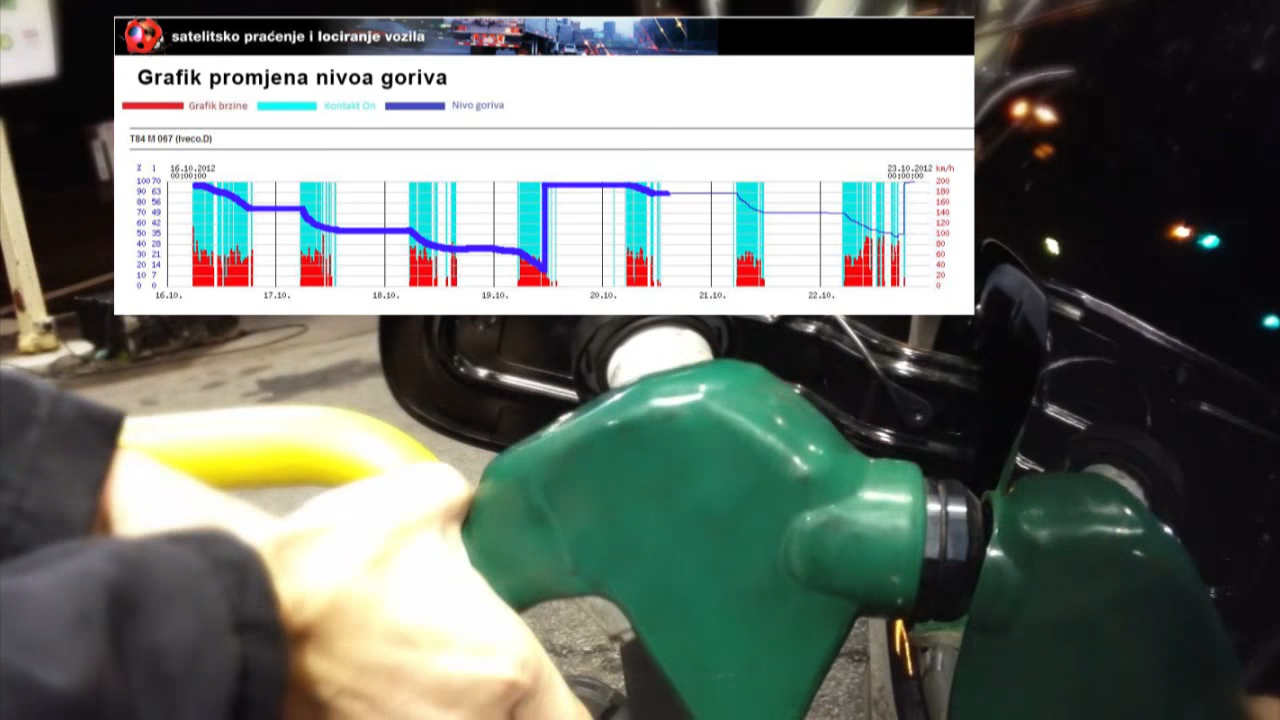 satelitsko praćenje i lociranje vozila
Grafik promjena nivoa goriva
Grafik brzine Kontakt On Nivo goriva
T84 M 067 (Iveco.D)
% l 16.10.2012 23.10.2012 km/h
00:00:00 00:00:00
100 70 200
90 63 180
80 56 160
70 49 140
60 42 120
50 35 100
40 28 80
30 21 60
20 14 40
10 7 20
0 0 0
16.10. 17.10. 18.10. 19.10. 20.10. 21.10. 22.10.